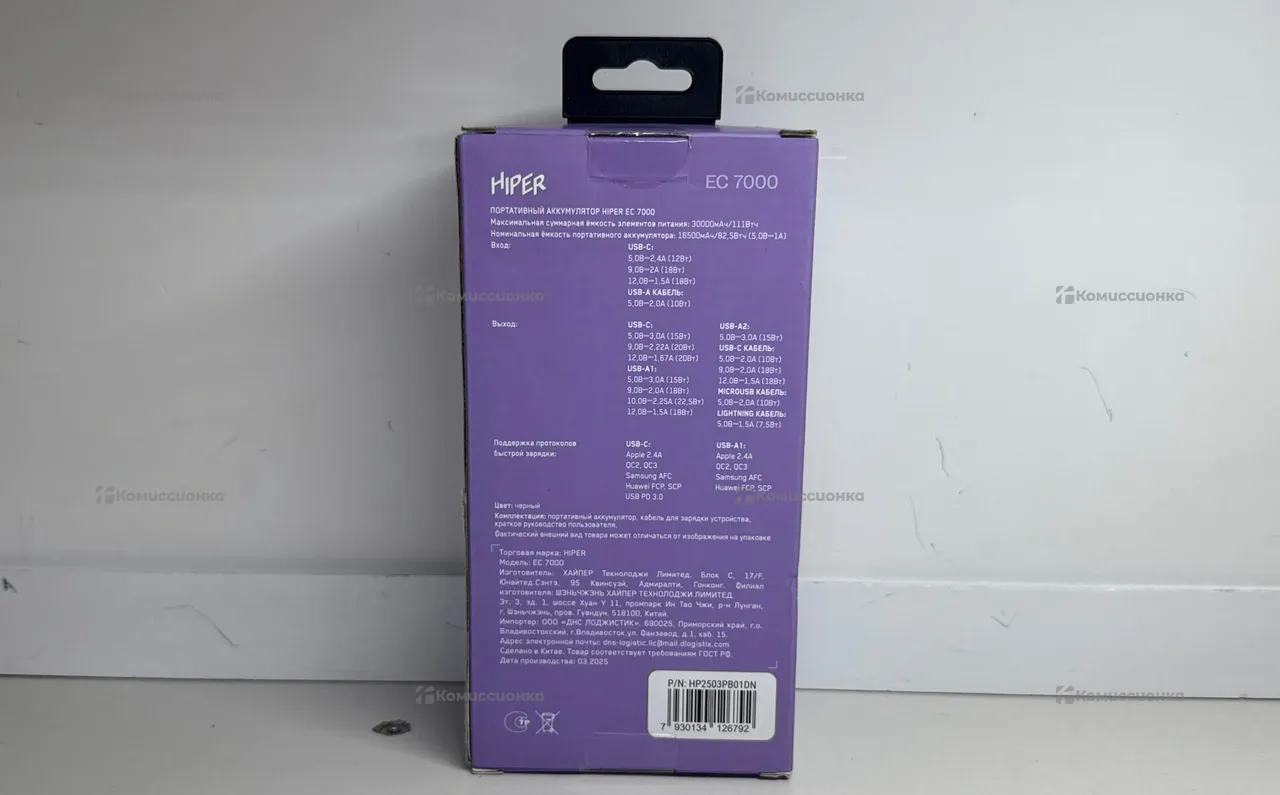 HIPER
EC 7000
ПОРТАТИВНЫЙ АККУМУЛЯТОР HIPER EC 7000
Максимальная суммарная ёмкость элементов питания: 30000мАч/111Втч
Номинальная ёмкость портативного аккумулятора: 16500мАч/82,5Втч (5,0В—1А)
Вход:
USB-C:
5,0В—2,4А (12Вт)
9,0В—2А (18Вт)
12,0В—1,5А (18Вт)
USB-A КАБЕЛЬ:
5,0В—2,0А (10Вт)
Выход:
USB-C:
5,0В—3,0А (15Вт)
9,0В—2,22А (20Вт)
12,0В—1,67А (20Вт)
USB-A1:
5,0В—3,0А (15Вт)
9,0В—2,0А (18Вт)
10,0В—2,25А (22,5Вт)
12,0В—1,5А (18Вт)
USB-A2:
5,0В—3,0А (15Вт)
USB-C КАБЕЛЬ:
5,0В—2,0А (10Вт)
9,0В—2,0А (18Вт)
12,0В—1,5А (18Вт)
MICROUSB КАБЕЛЬ:
5,0В—2,0А (10Вт)
LIGHTNING КАБЕЛЬ:
5,0В—1,5А (7,5Вт)
Поддержка протоколов
быстрой зарядки:
USB-C:
Apple 2.4A
QC2, QC3
Samsung AFC
Huawei FCP, SCP
USB PD 3.0
USB-A1:
Apple 2.4A
QC2, QC3
Samsung AFC
Huawei FCP, SCP
Цвет: черный
Комплектация: портативный аккумулятор, кабель для зарядки устройства,
краткое руководство пользователя.
Фактический внешний вид товара может отличаться от изображения на упаковке
Торговая марка: HIPER
Модель: EC 7000
Изготовитель: ХАЙПЕР Текнолоджи Лимитед. Блок C, 17/F,
Юнайтед.Сэнтэ, 95 Квинсуэй, Адмиралти, Гонконг. Филиал
изготовителя: ШЭНЬЧЖЭНЬ ХАЙПЕР ТЕХНОЛОДЖИ ЛИМИТЕД.
Эт. 3, зд. 1, шоссе Хуан У 11, промпарк Ин Тао Чжи, р-н Лунган,
г. Шэньчжэнь, пров. Гуандун, 518100, Китай.
Импортер: ООО «ДНС ЛОДЖИСТИК». 690025, Приморский край, г.о.
Владивостокский, г.Владивосток,ул. Фанзавод, д.1, каб. 15.
Адрес электронной почты: dns-logistic.llc@mail.dlogistix.com
Сделано в Китае. Товар соответствует требованиям ГОСТ РФ.
Дата производства: 03.2025
P/N: HP2503PB01DN
7 930134 126792
Комиссионка
Комиссионка
Комиссионка
Комиссионка
Комиссионка
Комиссионка
Комиссионка
Комиссионка